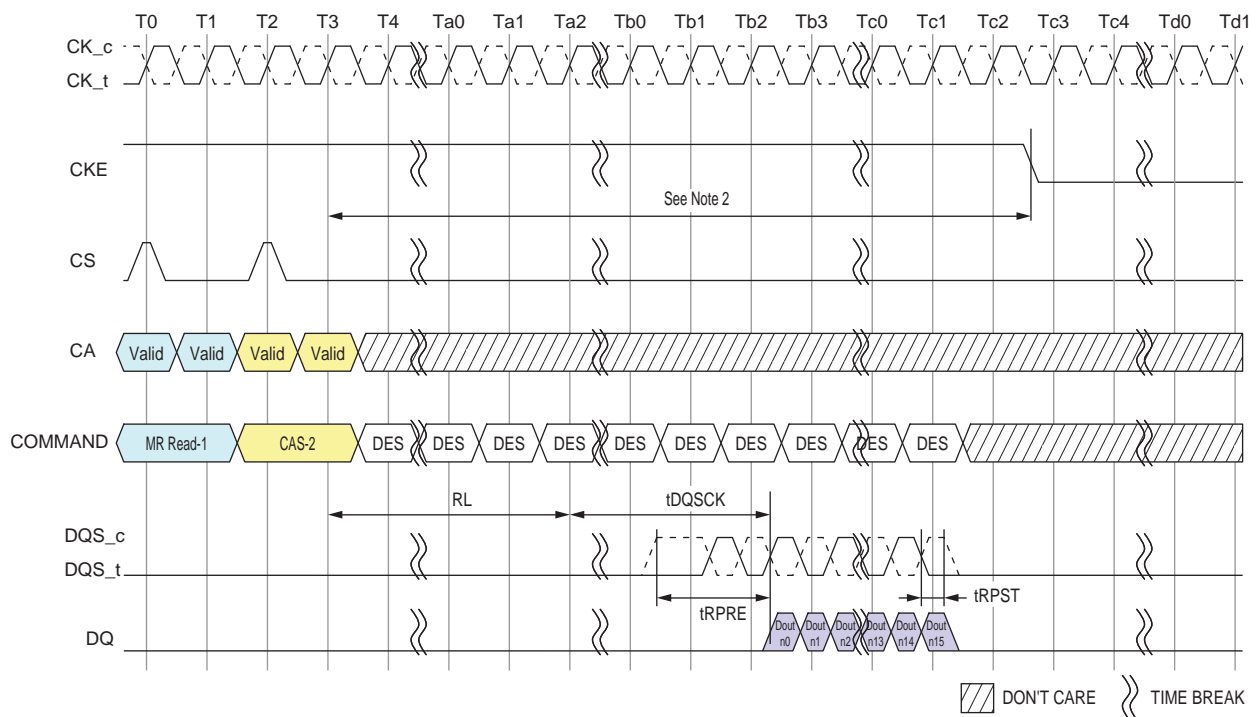 T0 T1 T2 T3 T4 Ta0 Ta1 Ta2 Tb0 Tb1 Tb2 Tb3 Tc0 Tc1 Tc2 Tc3 Tc4 Td0 Td1
CK_c
CK_t
CKE
See Note 2
CS
CA Valid Valid Valid Valid
COMMAND MR Read-1 CAS-2 DES DES DES DES DES DES DES DES DES DES
RL tDQSCK
DQS_c
DQS_t
tRPRE tRPST
DQ Dout n0 Dout n1 Dout n2 Dout n13 Dout n14 Dout n15
DON'T CARE TIME BREAK